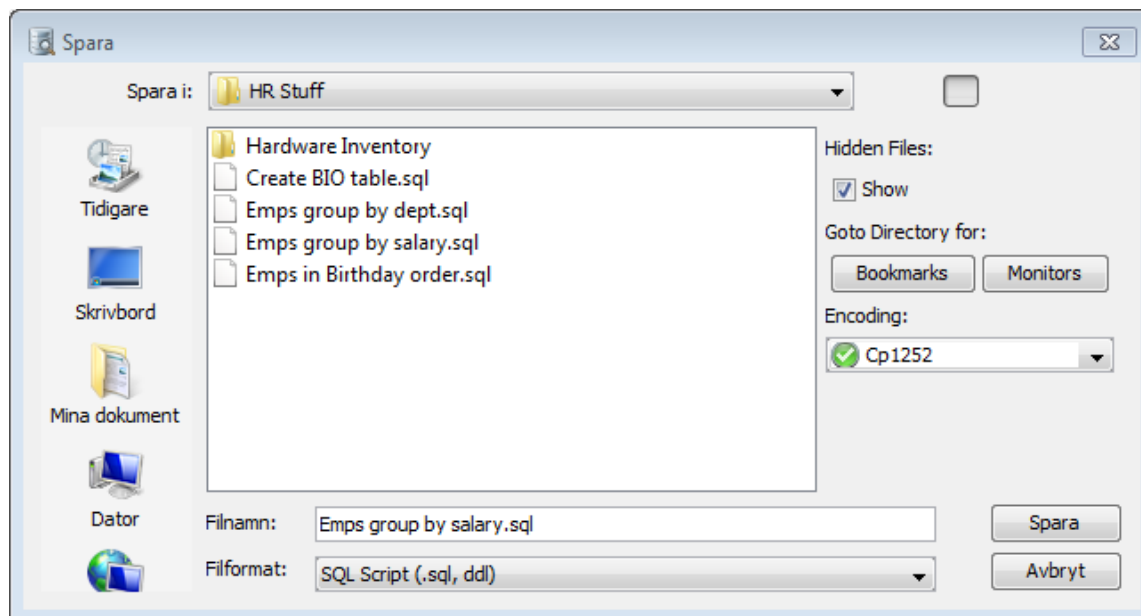 Spara
Spara i: HR Stuff
Tidigare
Skrivbord
Mina dokument
Dator
Hardware Inventory
Create BIO table.sql
Emps group by dept.sql
Emps group by salary.sql
Emps in Birthday order.sql
Hidden Files:
Show
Goto Directory for:
Bookmarks Monitors
Encoding:
Cp1252
Filnamn: Emps group by salary.sql
Spara
Filformat: SQL Script (.sql, ddl)
Avbryt